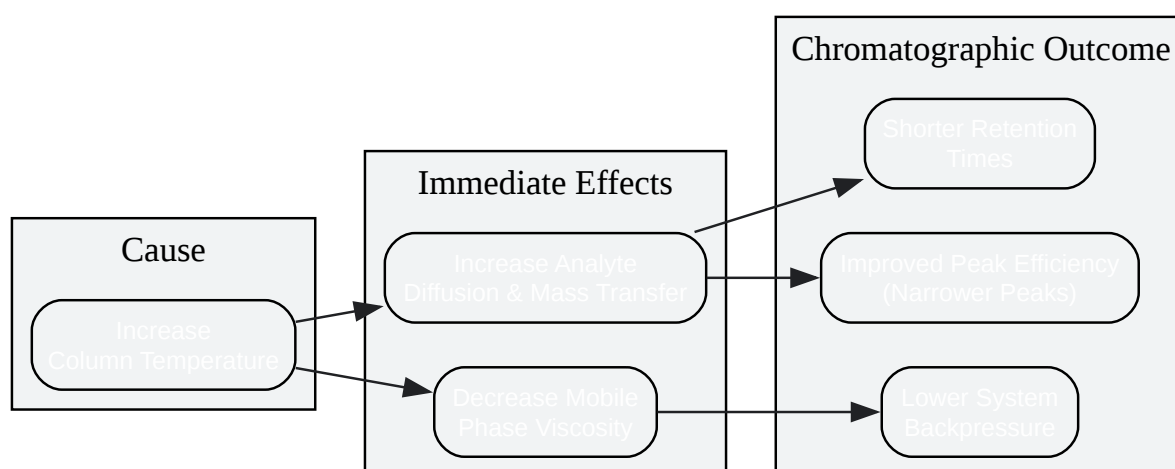 Cause
Increase
Column Temperature
Immediate Effects
Increase Analyte
Diffusion & Mass Transfer
Decrease Mobile
Phase Viscosity
Chromatographic Outcome
Shorter Retention
Times
Improved Peak Efficiency
(Narrower Peaks)
Lower System
Backpressure